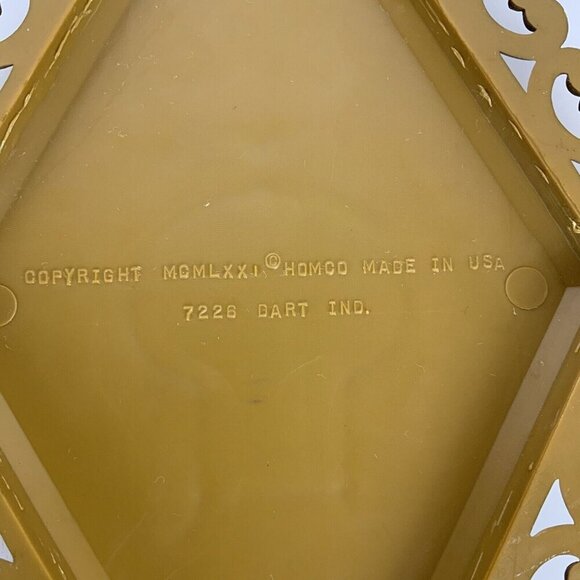 COPYRIGHT MCMLXXI © HOMCO MADE IN USA
7226 DART IND.